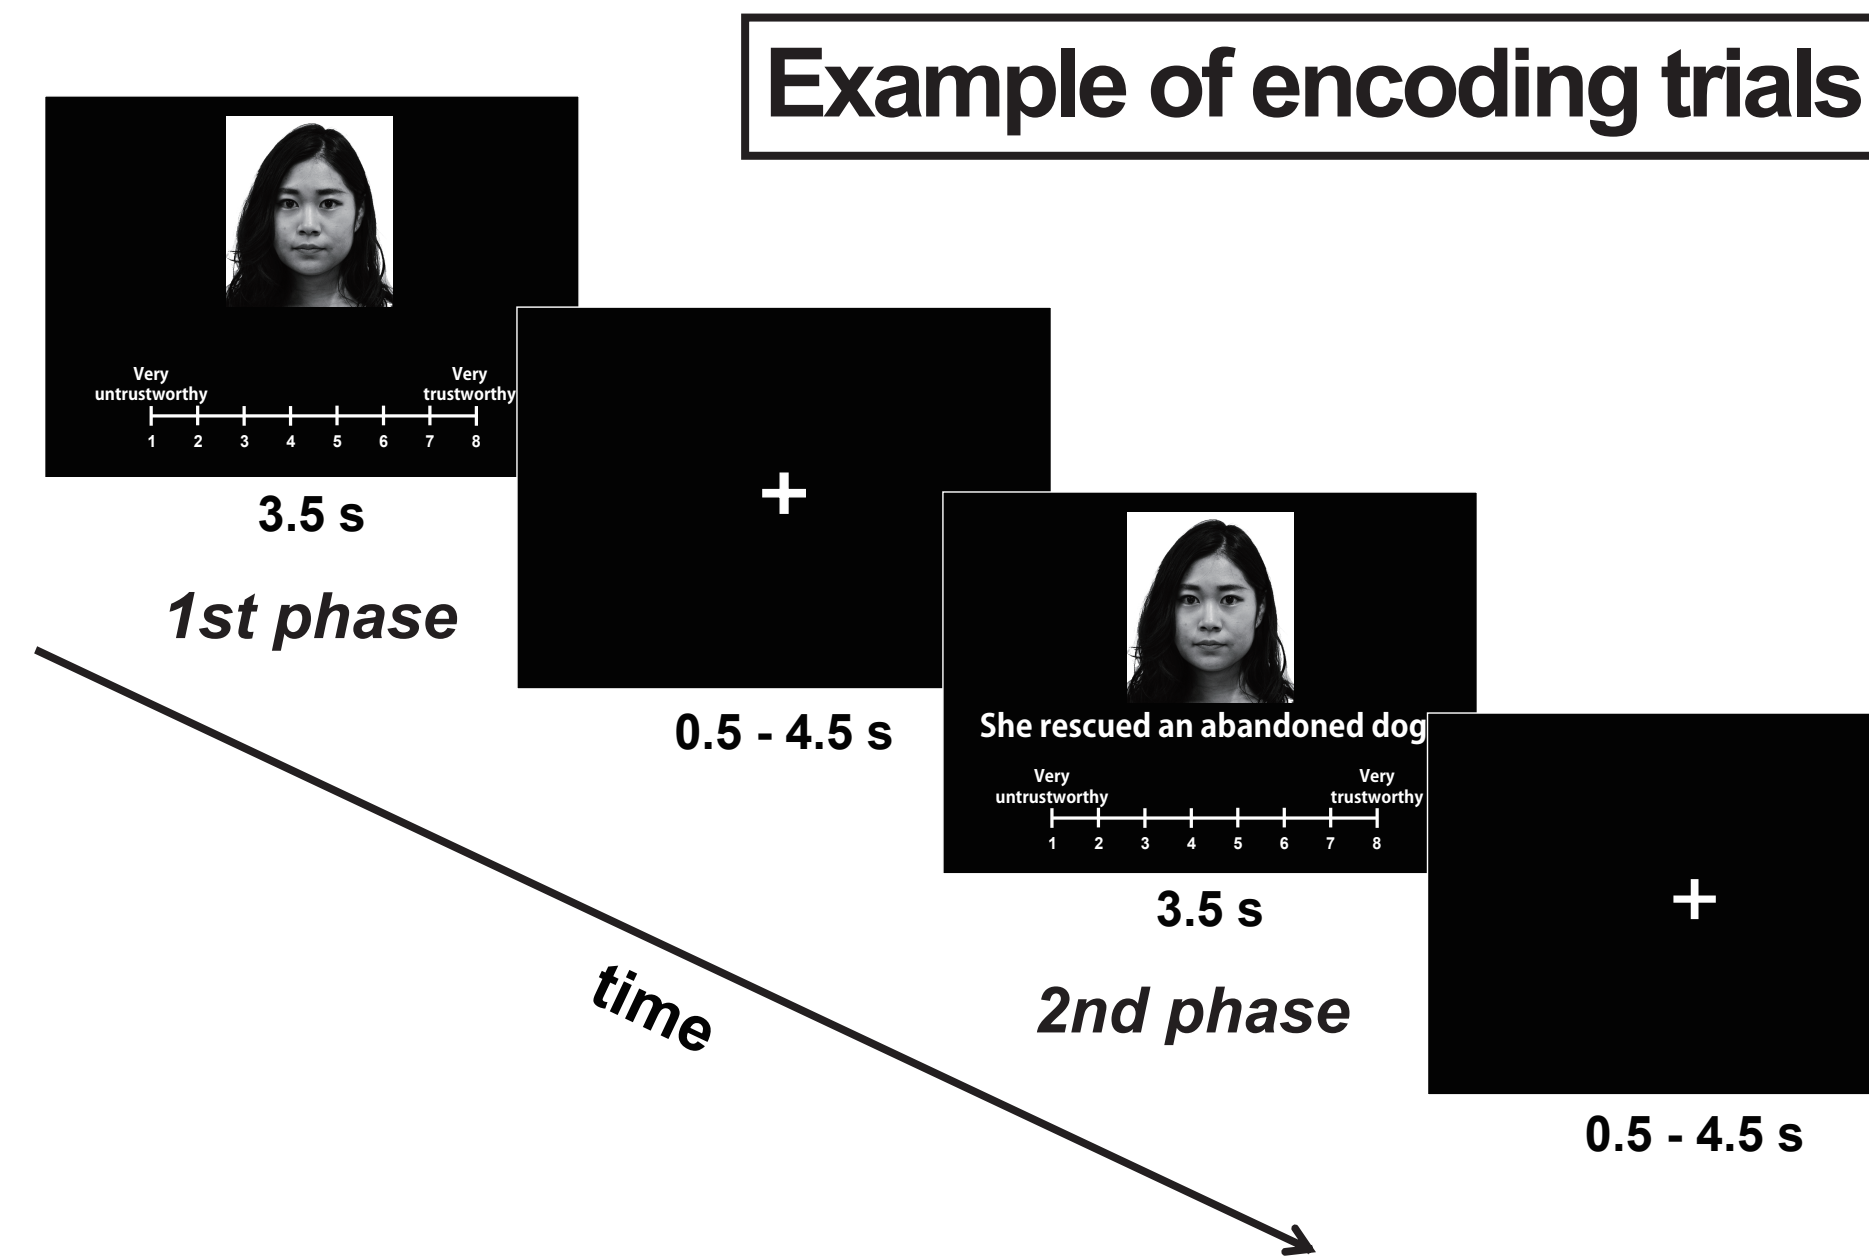 Example of encoding trials
Very
untrustworthy
Very
trustworthy
1 2 3 4 5 6 7 8
3.5 s
1st phase
+
0.5 - 4.5 s
She rescued an abandoned dog
Very
untrustworthy
Very
trustworthy
1 2 3 4 5 6 7 8
3.5 s
2nd phase
+
0.5 - 4.5 s
time